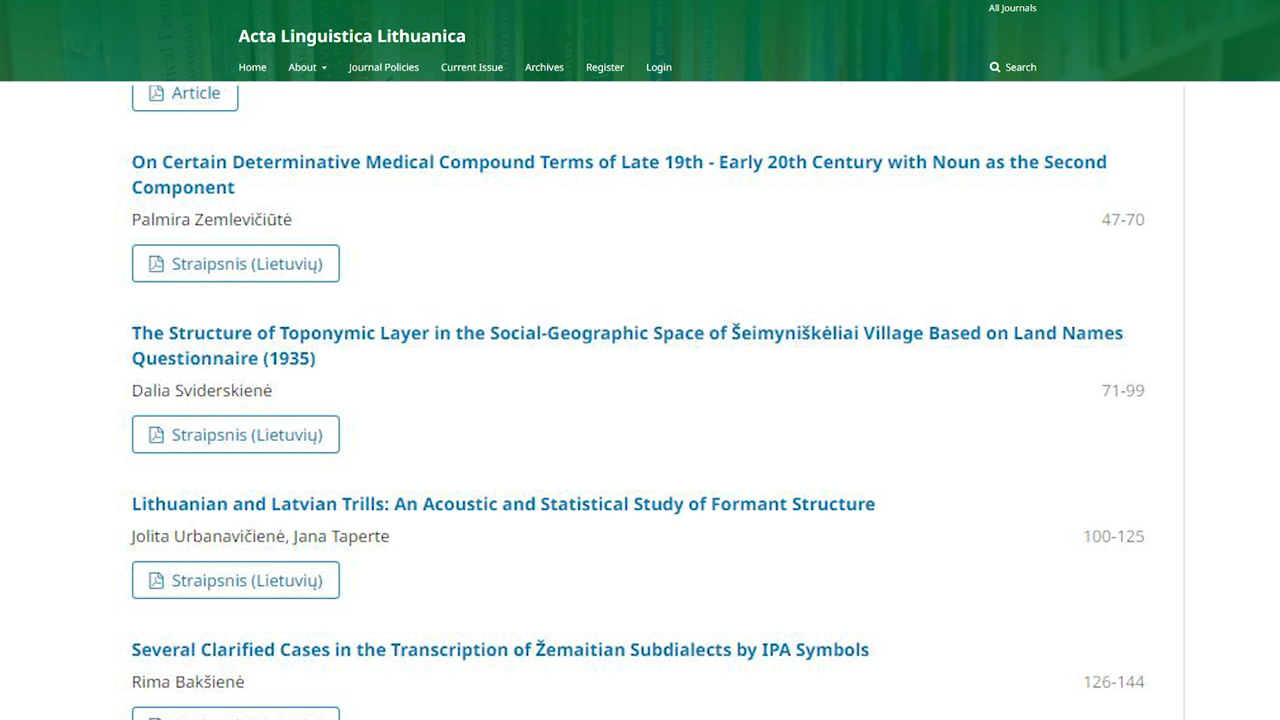 All Journals
Acta Linguistica Lithuanica
Home About Journal Policies Current Issue Archives Register Login Search
Article
On Certain Determinative Medical Compound Terms of Late 19th - Early 20th Century with Noun as the Second
Component
Palmira Zemlevičiūtė 47-70
Straipsnis (Lietuvių)
The Structure of Toponymic Layer in the Social-Geographic Space of Šeimyniškėliai Village Based on Land Names
Questionnaire (1935)
Dalia Sviderskienė 71-99
Straipsnis (Lietuvių)
Lithuanian and Latvian Trills: An Acoustic and Statistical Study of Formant Structure
Jolita Urbanavičienė, Jana Taperte 100-125
Straipsnis (Lietuvių)
Several Clarified Cases in the Transcription of Žemaitian Subdialects by IPA Symbols
Rima Bakšienė 126-144